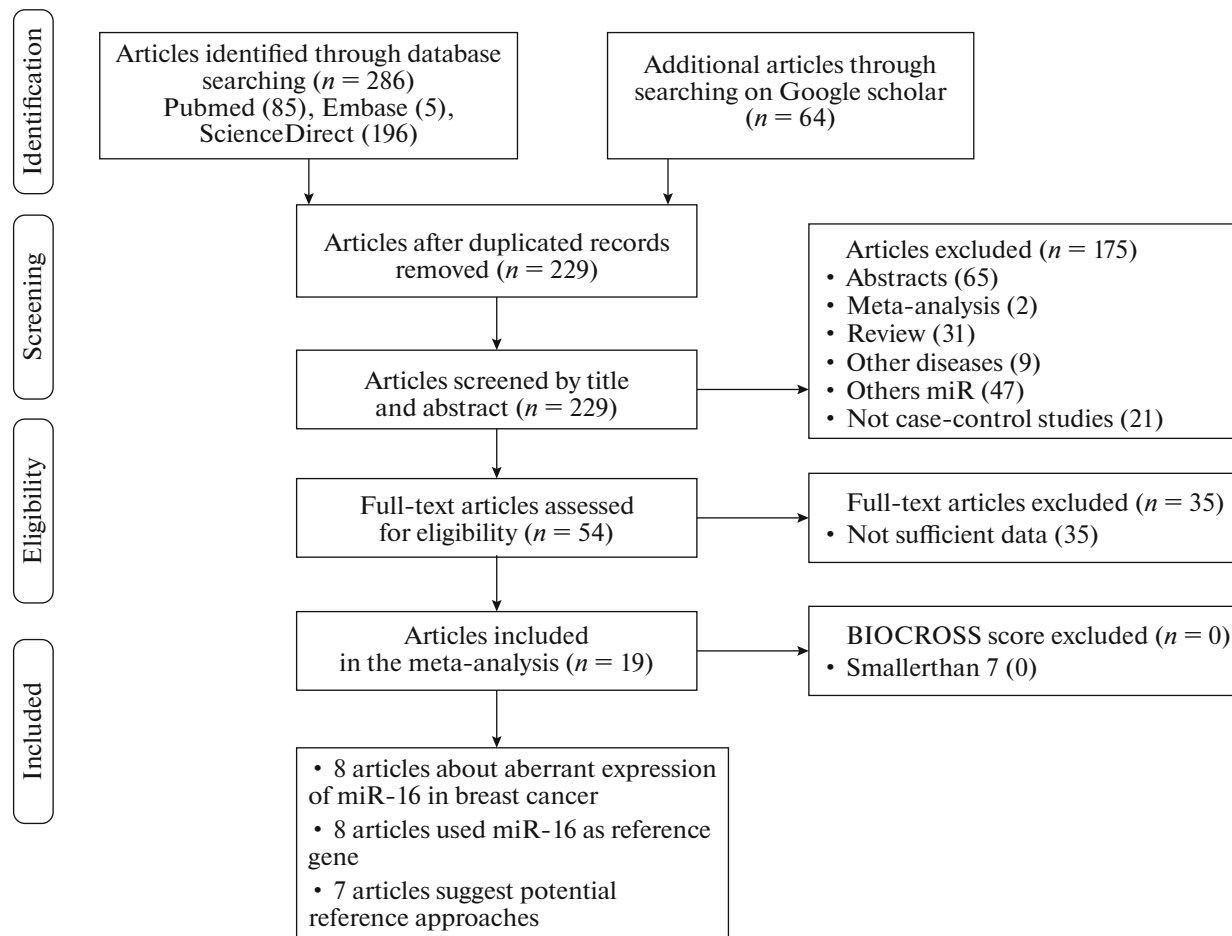 Identification
Articles identified through database
searching (n = 286)
Pubmed (85), Embase (5),
ScienceDirect (196)
Additional articles through
searching on Google scholar
(n = 64)
Screening
Articles after duplicated records
removed (n = 229)
Articles screened by title
and abstract (n = 229)
Articles excluded (n = 175)
• Abstracts (65)
• Meta-analysis (2)
• Review (31)
• Other diseases (9)
• Others miR (47)
• Not case-control studies (21)
Eligibility
Full-text articles assessed
for eligibility (n = 54)
Full-text articles excluded (n = 35)
• Not sufficient data (35)
Included
Articles included
in the meta-analysis (n = 19)
BIOCROSS score excluded (n = 0)
• Smallerthan 7 (0)
• 8 articles about aberrant expression
of miR-16 in breast cancer
• 8 articles used miR-16 as reference
gene
• 7 articles suggest potential
reference approaches